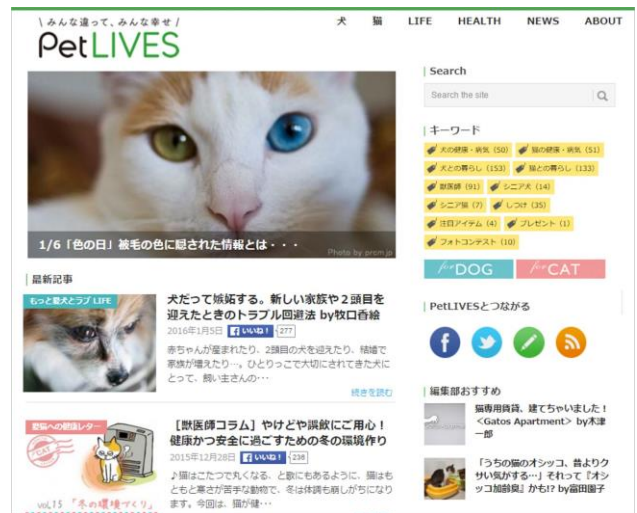 \ みんな違って、みんな幸せ /
PetLIVES
犬 猫 LIFE HEALTH NEWS ABOUT
1/6「色の日」被毛の色に隠された情報とは・・・
Photo by prcmjo
最新記事
もっと愛犬とラブ LIFE
犬だって嫉妬する。新しい家族や2頭目を
迎えたときのトラブル回避法 by牧口香絵
2016年1月5日 いいね! 277
赤ちゃんが産まれたり、2頭目の犬を迎えたり、結婚で
家族が増えたり…。ひとりっこで大切にされてきた犬に
とって、飼い主さんの・・・
続きを読む
愛猫への健康レター
FOR CAT
vol.15 「冬の環境づくり」
［獣医師コラム］やけどや誤飲にご用心！
健康かつ安全に過ごすための冬の環境作り
2015年12月28日 いいね! 236
♪猫はこたつで丸くなる、と歌にもあるように、猫はも
ともと寒さが苦手な動物で、冬は体調も崩しがちになり
ます。今回は、猫が健・・・
Search
Search the site
キーワード
犬の健康・病気 (50) 猫の健康・病気 (51)
犬との暮らし (153) 猫との暮らし (133)
獣医師 (91) シニア犬 (14)
シニア猫 (7) しつけ (35)
注目アイテム (4) プレゼント (1)
フォトコンテスト (10)
for DOG for CAT
PetLIVESとつながる
編集部おすすめ
猫専用賃貸、建てちゃいました！
＜Gatos Apartment＞ by木津
一郎
「うちの猫のオシッコ、昔よりク
サい気がする…」それって『オシ
ッコ加齢臭』かも!? by富田園子